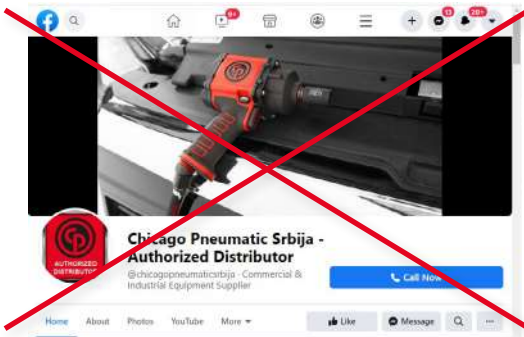 9+
13
20+
Chicago Pneumatic Srbija -
Authorized Distributor
@chicagopneumaticsrbija · Commercial &
Industrial Equipment Supplier
AUTHORIZED
DISTRIBUTOR
Call Now
Home About Photos YouTube More
Like Message